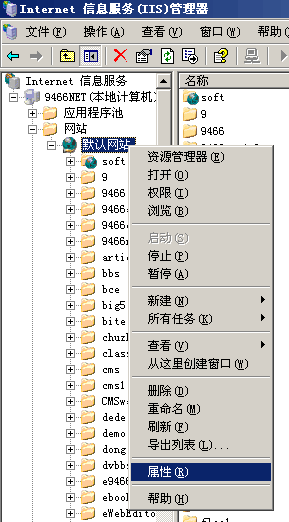 Internet 信息服务(IIS)管理器
文件(F) 操作(A) 查看(V) 窗口(W) 帮助(
Internet 信息服务
9466NET(本地计算机)
应用程序池
网站
默认网站
soft
9
9466
9466
9466
9466
9466
artic
bbs
bce
big5
bite
chuzh
class
cms
cms1
CMSw
dede
demo
dong
dvbbs
e9466
ebook
eWebEdito
名称
soft
9
9466
资源管理器(E)
打开(O)
权限(I)
浏览(B)
启动(S)
停止(P)
暂停(A)
新建(N)
所有任务(K)
查看(V)
从这里创建窗口(W)
删除(D)
重命名(M)
刷新(F)
导出列表(L)...
属性(R)
帮助(H)